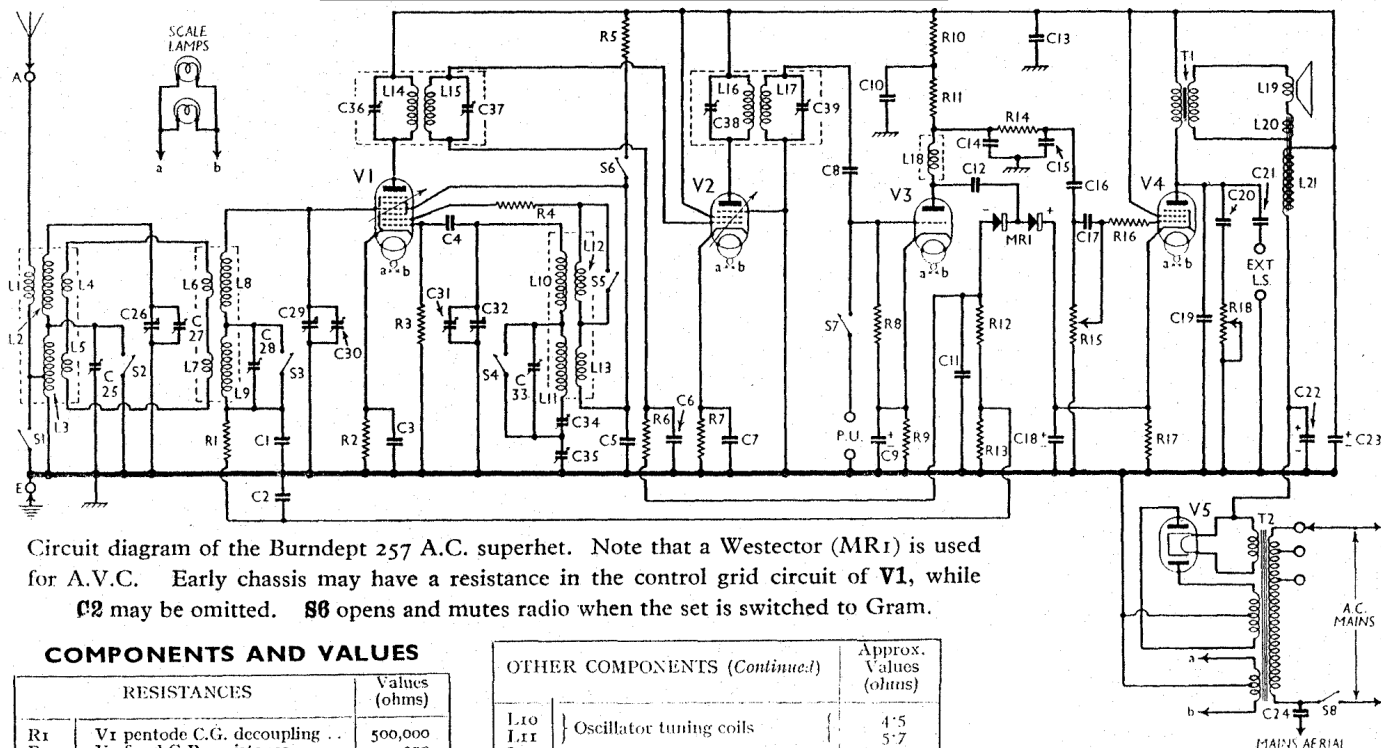 SCALE
LAMPS
A
a b
L1
L2
L3
L4
L5
S1
E
C25
S2
C26
C27
L6
L7
L8
L9
C28
S3
R1
C1
C2
C29
C30
C36
L14
L15
C37
V1
a b
R2
C3
R3
C4
C31
C32
R4
S4
C33
L10
L11
L12
L13
C34
C35
S5
R5
S6
C5
R6
C6
L16
L17
C38
C39
V2
a b
R7
C7
C8
S7
P.U.
R8
C9
R9
C10
R10
R11
L18
V3
a b
C11
C12
MR1
- +
R12
R13
C13
C14
R14
C15
C16
C17
C18
R15
R16
V4
a b
R17
C19
T1
C20
R18
C21
EXT
L.S.
L19
L20
L21
C22
C23
V5
T2
a
b
C24
S8
A.C.
MAINS
MAINS AERIAL
Circuit diagram of the Burndept 257 A.C. superhet. Note that a Westector (MR1) is used
for A.V.C. Early chassis may have a resistance in the control grid circuit of V1, while
C2 may be omitted. S6 opens and mutes radio when the set is switched to Gram.
COMPONENTS AND VALUES
RESISTANCES Values (ohms)
R1 V1 pentode C.G. decoupling .. 500,000
OTHER COMPONENTS (Continued) Approx. Values (ohms)
L10 Oscillator tuning coils 4·5
L11 5·7